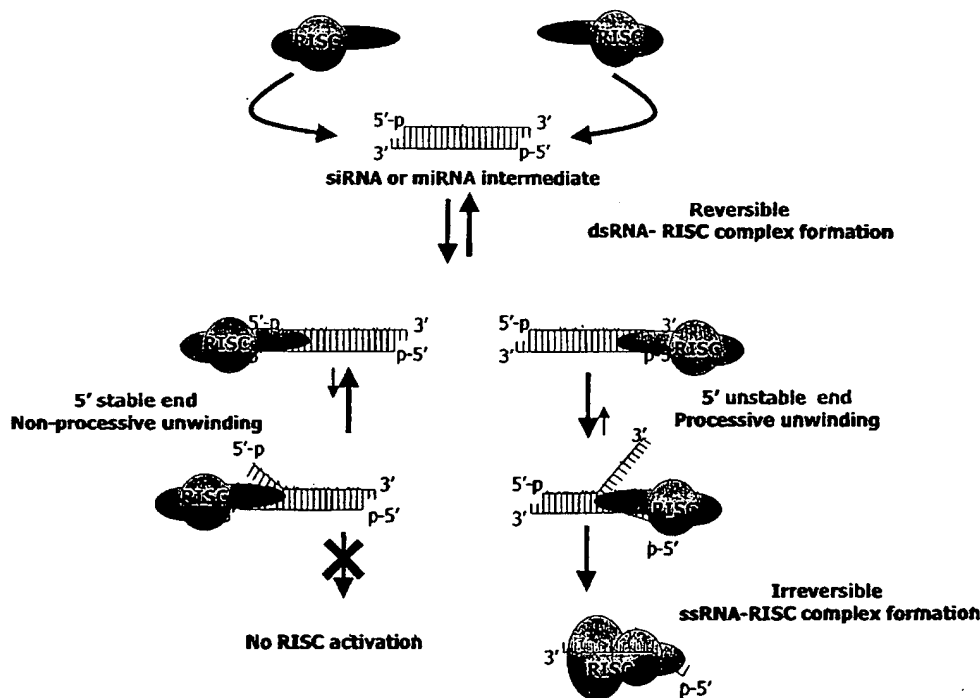 RISC
RISC
5'-p
3'
3'
p-5'
siRNA or miRNA intermediate
Reversible
dsRNA- RISC complex formation
5'-p
3'
RISC
p-5'
5'-p
3'
3'
RISC
5' stable end
Non-processive unwinding
5' unstable end
Processive unwinding
5'-p
3'
RISC
3'
p-5'
5'-p
3'
RISC
p-5'
No RISC activation
Irreversible
ssRNA-RISC complex formation
3'
RISC
p-5'